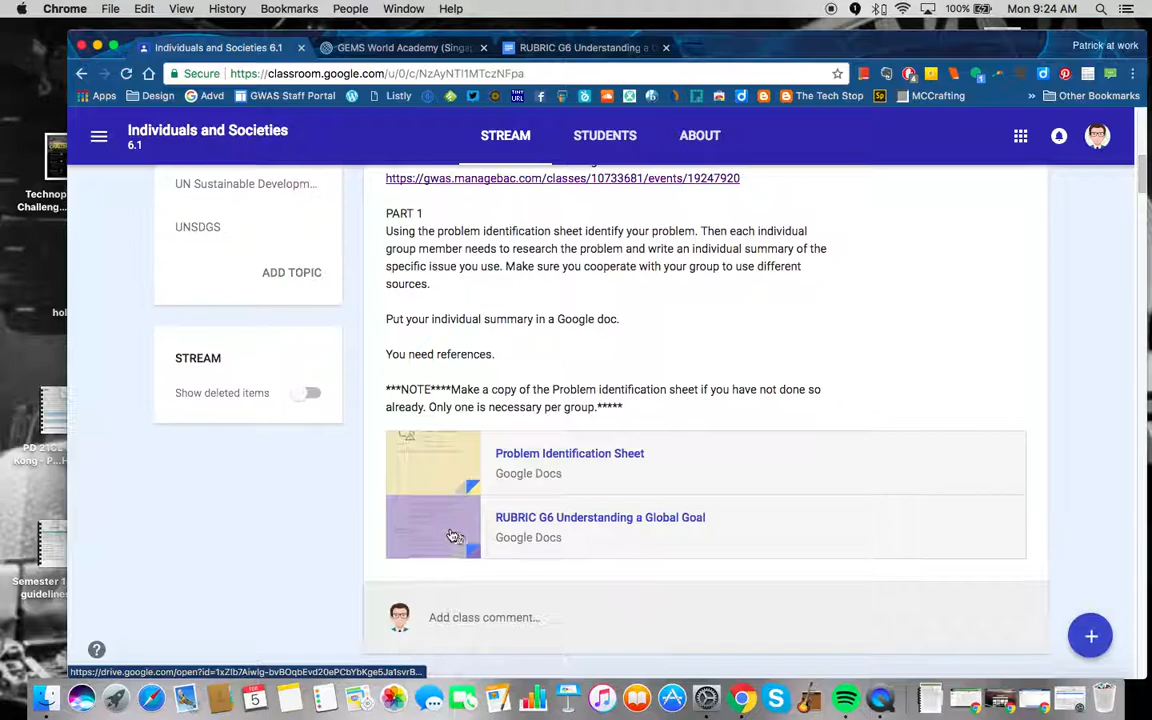 Chrome File Edit View History Bookmarks People Window Help 100% Mon 9:24 AM
Individuals and Societies 6.1 GEMS World Academy (Singa RUBRIC G6 Understanding a Patrick at work
Secure https://classroom.google.com/u/0/c/NzAyNTI1MTczNFpa
Apps Design Advd GWAS Staff Portal Listly The Tech Stop MCCrafting » Other Bookmarks
Individuals and Societies
6.1
STREAM STUDENTS ABOUT
UN Sustainable Developm...
UNSDGS
ADD TOPIC
STREAM
Show deleted items
https://gwas.managebac.com/classes/10733681/events/19247920
PART 1
Using the problem identification sheet identify your problem. Then each individual
group member needs to research the problem and write an individual summary of the
specific issue you use. Make sure you cooperate with your group to use different
sources.
Put your individual summary in a Google doc.
You need references.
***NOTE****Make a copy of the Problem identification sheet if you have not done so
already. Only one is necessary per group.*****
Problem Identification Sheet
Google Docs
RUBRIC G6 Understanding a Global Goal
Google Docs
Add class comment...
Technop
Challeng...
hol
PD 21CL
Kong - P...H
Semester 1
guidelines